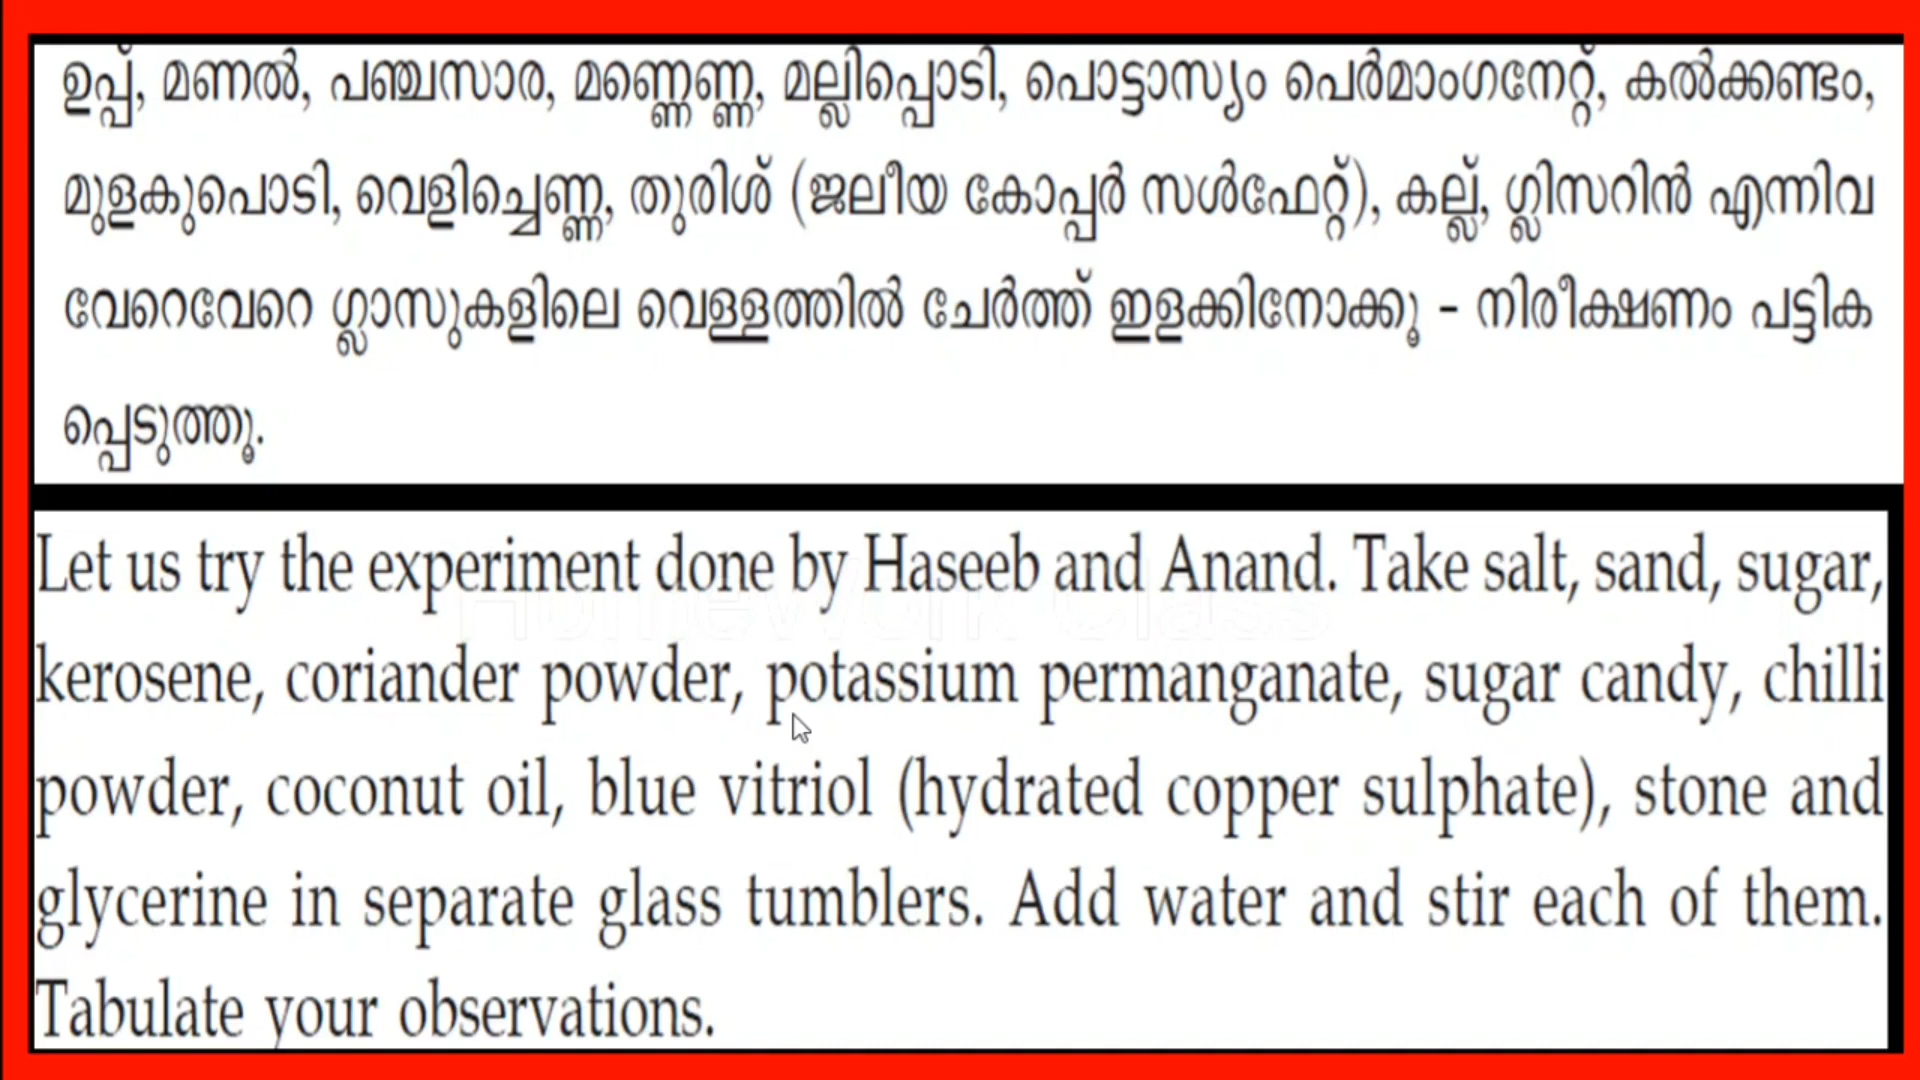 ഉപ്പ്, മണൽ, പഞ്ചസാര, മണ്ണെണ്ണ, മല്ലിപ്പൊടി, പൊട്ടാസ്യം പെർമാംഗനേറ്റ്, കൽക്കണ്ടം,
മുളകുപൊടി, വെളിച്ചെണ്ണ, തുരിശ് (ജലീയ കോപ്പർ സൾഫേറ്റ്), കല്ല്, ഗ്ലിസറിൻ എന്നിവ
വേറെവേറെ ഗ്ലാസുകളിലെ വെള്ളത്തിൽ ചേർത്ത് ഇളക്കിനോക്കൂ – നിരീക്ഷണം പട്ടിക
പ്പെടുത്തൂ.
Let us try the experiment done by Haseeb and Anand. Take salt, sand, sugar,
HomeWork Class
kerosene, coriander powder, potassium permanganate, sugar candy, chilli
powder, coconut oil, blue vitriol (hydrated copper sulphate), stone and
glycerine in separate glass tumblers. Add water and stir each of them.
Tabulate your observations.